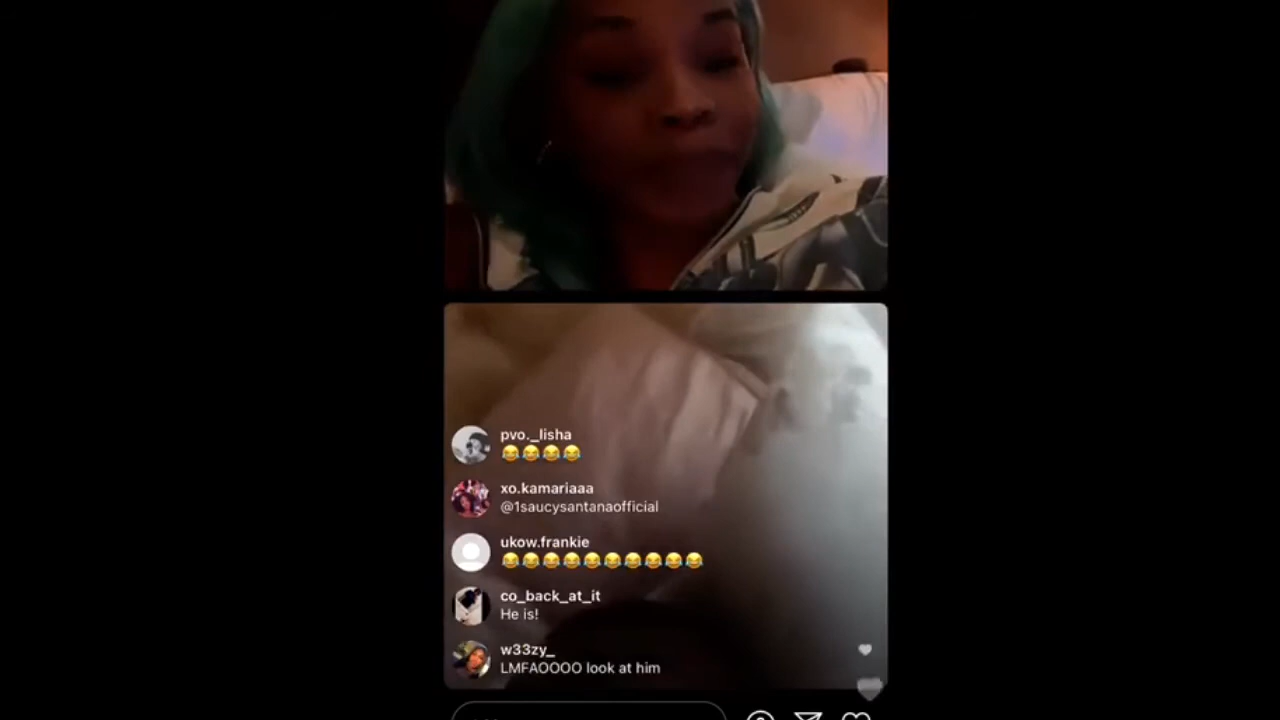 pvo._lisha
😂😂😂😂
xo.kamariaaa
@1saucysantanaofficial
ukow.frankie
😂😂😂😂😂😂😂😂😂😂
co_back_at_it
He is!
w33zy_
LMFAOOOO look at him